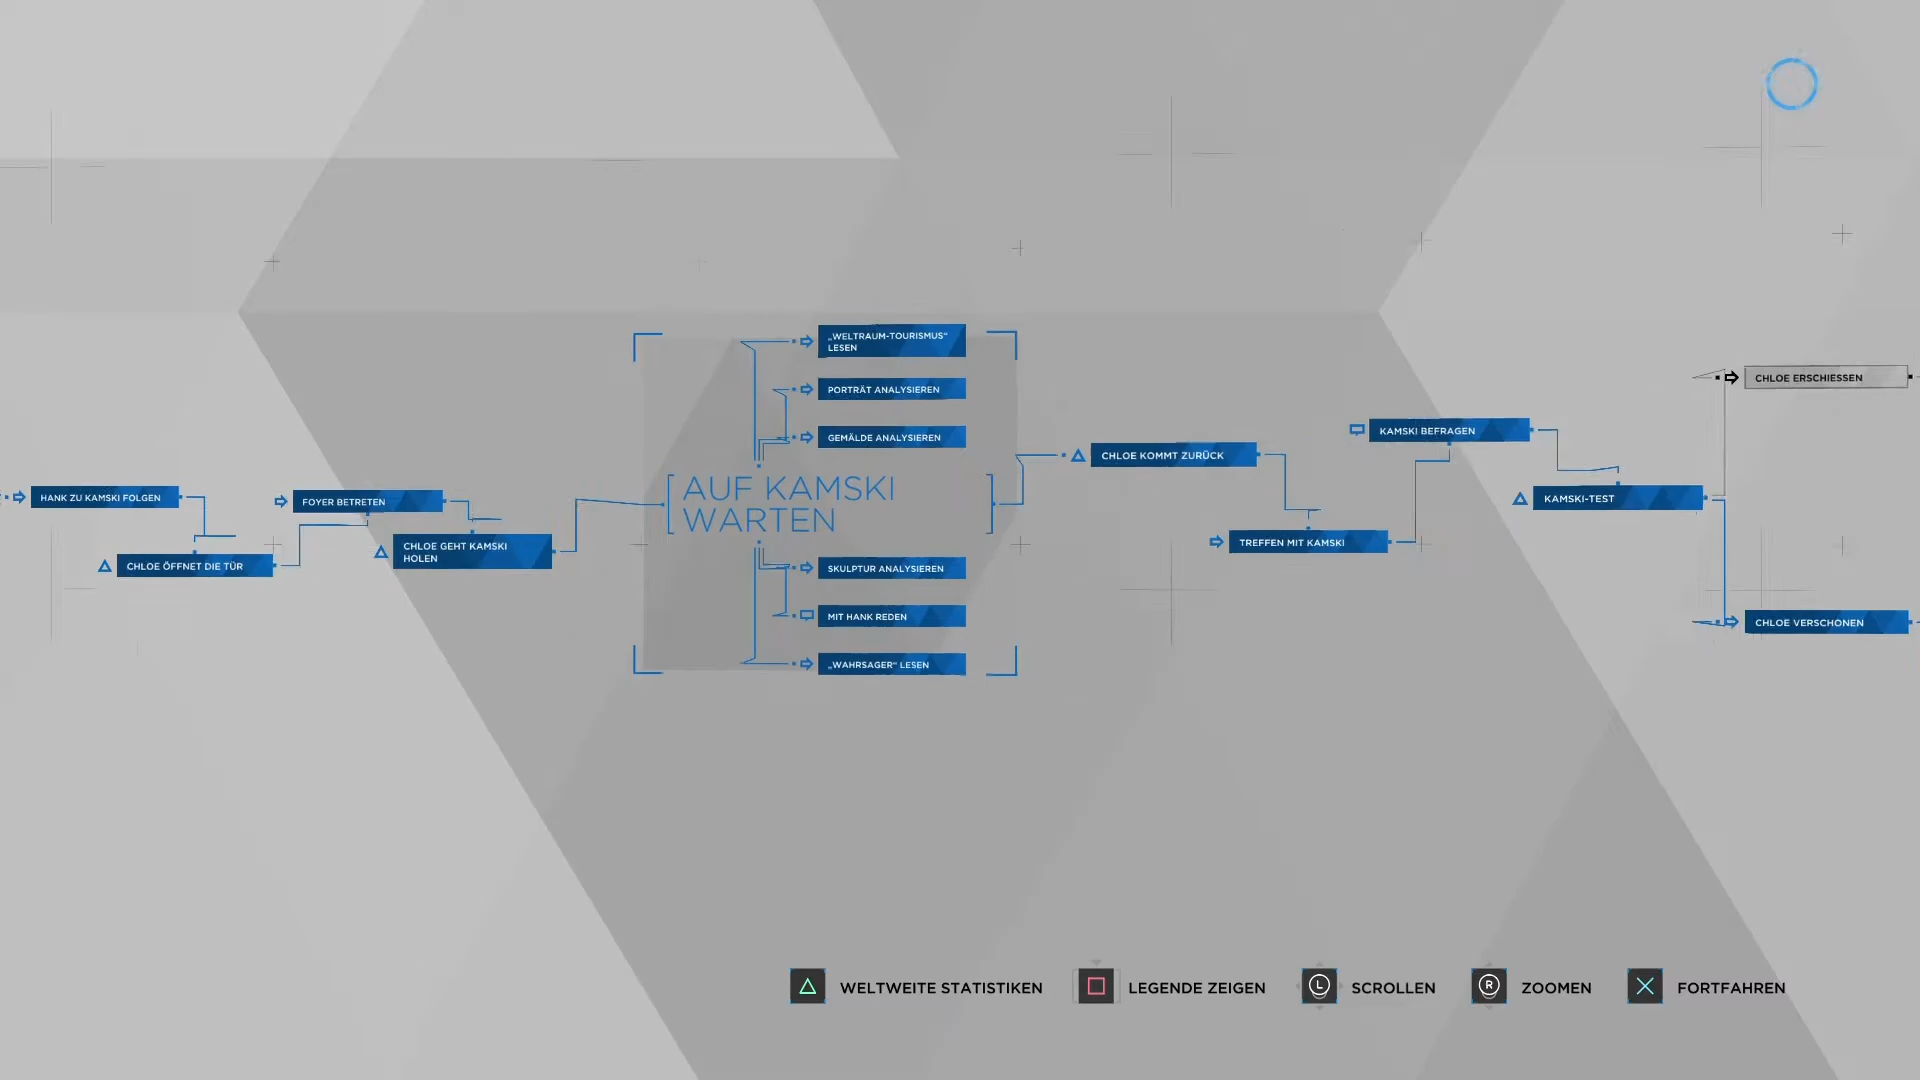 HANK ZU KAMSKI FOLGEN
CHLOE ÖFFNET DIE TÜR
FOYER BETRETEN
CHLOE GEHT KAMSKI
HOLEN
AUF KAMSKI
WARTEN
„WELTRAUM-TOURISMUS“
LESEN
PORTRÄT ANALYSIEREN
GEMÄLDE ANALYSIEREN
SKULPTUR ANALYSIEREN
MIT HANK REDEN
„WAHRSAGER“ LESEN
CHLOE KOMMT ZURÜCK
TREFFEN MIT KAMSKI
KAMSKI BEFRAGEN
KAMSKI-TEST
CHLOE ERSCHIESSEN
CHLOE VERSCHONEN
WELTWEITE STATISTIKEN
LEGENDE ZEIGEN
L SCROLLEN
R ZOOMEN
FORTFAHREN